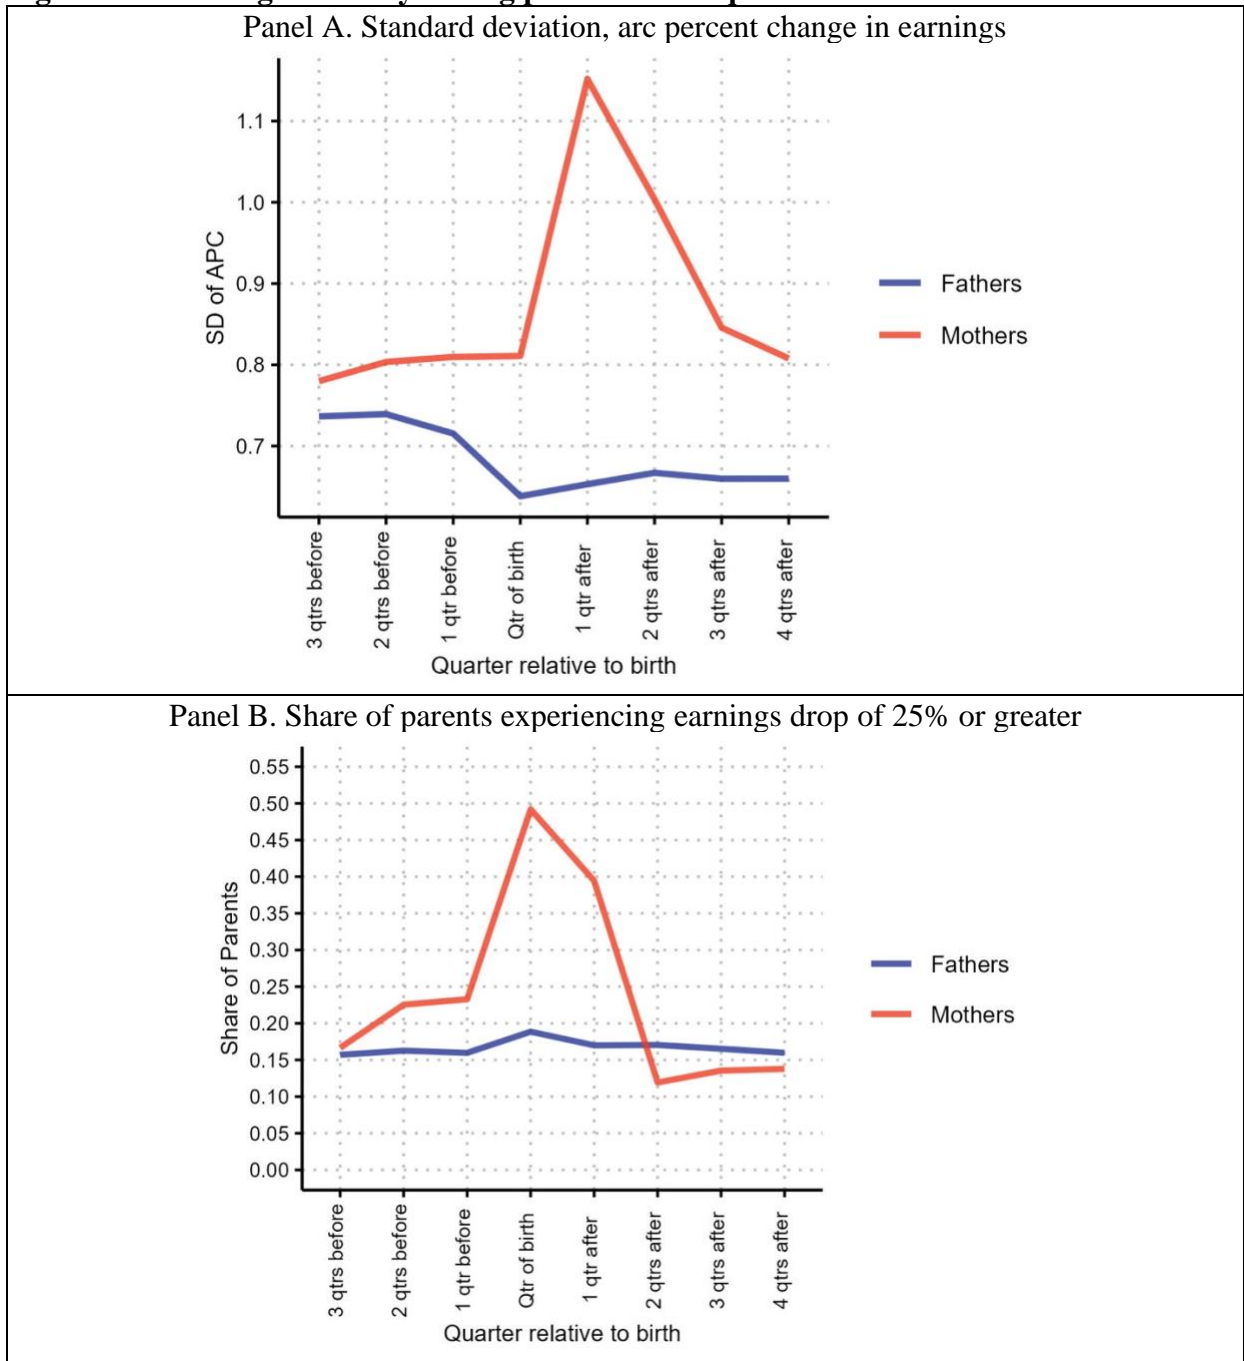 Panel A. Standard deviation, arc percent change in earnings
1.1
1.0
0.9
0.8
0.7
SD of APC
Fathers
Mothers
3 qtrs before
2 qtrs before
1 qtr before
Qtr of birth
1 qtr after
2 qtrs after
3 qtrs after
4 qtrs after
Quarter relative to birth
Panel B. Share of parents experiencing earnings drop of 25% or greater
0.55
0.50
0.45
0.40
0.35
0.30
0.25
0.20
0.15
0.10
0.05
0.00
Share of Parents
Fathers
Mothers
3 qtrs before
2 qtrs before
1 qtr before
Qtr of birth
1 qtr after
2 qtrs after
3 qtrs after
4 qtrs after
Quarter relative to birth